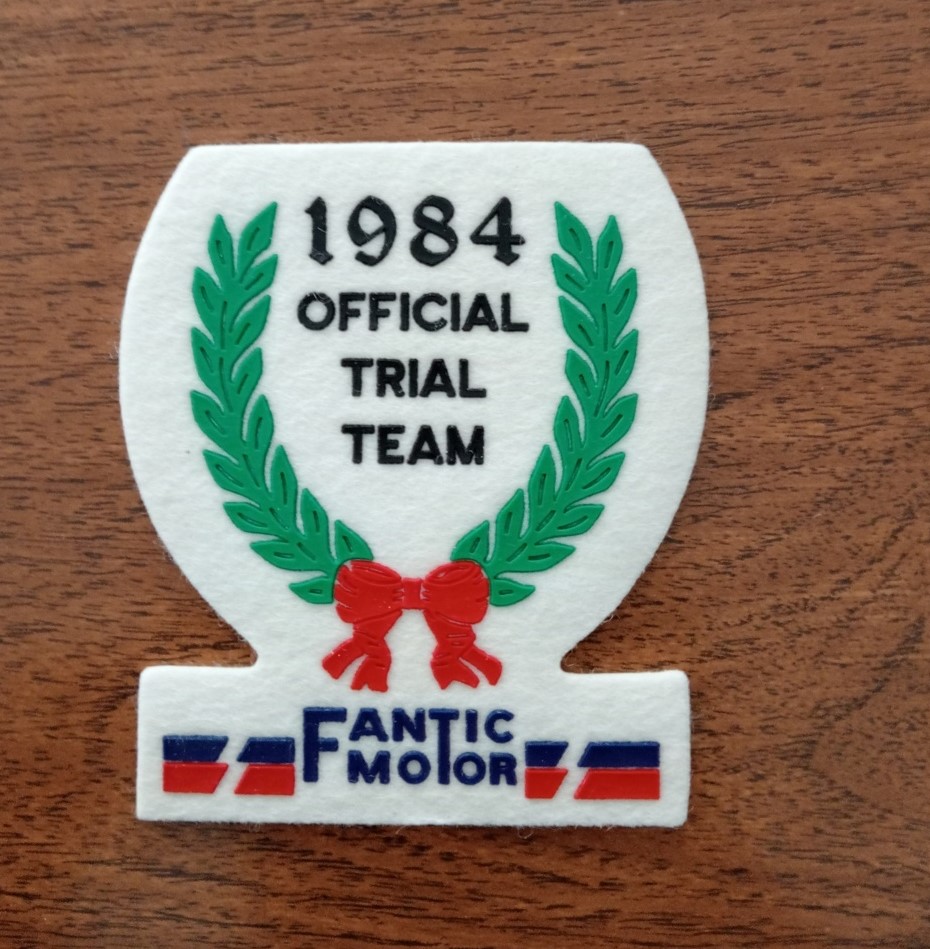 1984
OFFICIAL
TRIAL
TEAM
FANTIC
MOTOR